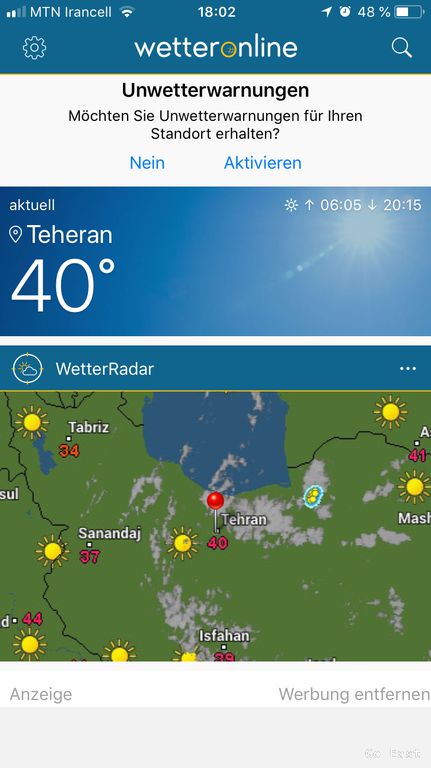 MTN Irancell 18:02 48 %
wetteronline
Unwetterwarnungen
Möchten Sie Unwetterwarnungen für Ihren
Standort erhalten?
Nein Aktivieren
aktuell ↑ 06:05 ↓ 20:15
Teheran
40°
WetterRadar
Tabriz
34
A
41
sul
Tehran
40
Mash
Sanandaj
37
d
44
Isfahan
39
Anzeige Werbung entfernen
Go East